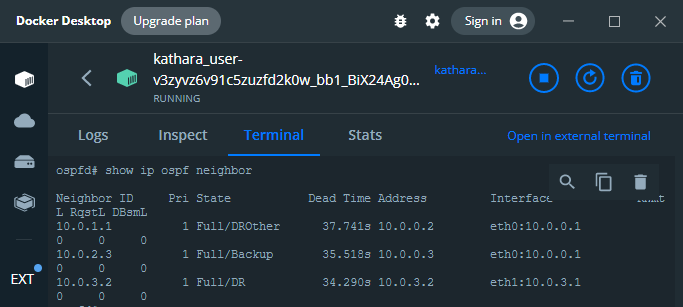 Docker Desktop Upgrade plan Sign in
kathara_user-
v3zyvz6v91c5zuzfd2k0w_bb1_BiX24Ag0...
kathara...
RUNNING
Logs Inspect Terminal Stats Open in external terminal
ospfd# show ip ospf neighbor
Neighbor ID Pri State Dead Time Address Interface
L RqstL DBsmL
10.0.1.1 1 Full/DROther 37.741s 10.0.0.2 eth0:10.0.0.1
0 0 0
10.0.2.3 1 Full/Backup 35.518s 10.0.0.3 eth0:10.0.0.1
0 0 0
10.0.3.2 1 Full/DR 34.290s 10.0.3.2 eth1:10.0.3.1
0 0 0
EXT